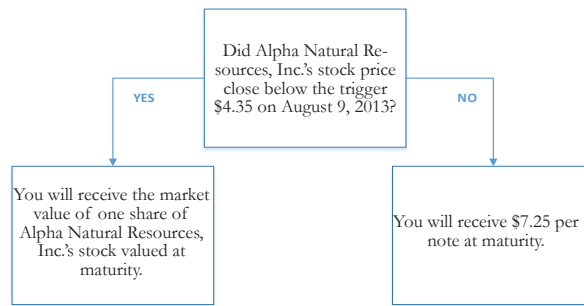 Did Alpha Natural Re-
sources, Inc.'s stock price
close below the trigger
$4.35 on August 9, 2013?
YES
NO
You will receive the market
value of one share of
Alpha Natural Resources,
Inc.'s stock valued at
maturity.
You will receive $7.25 per
note at maturity.